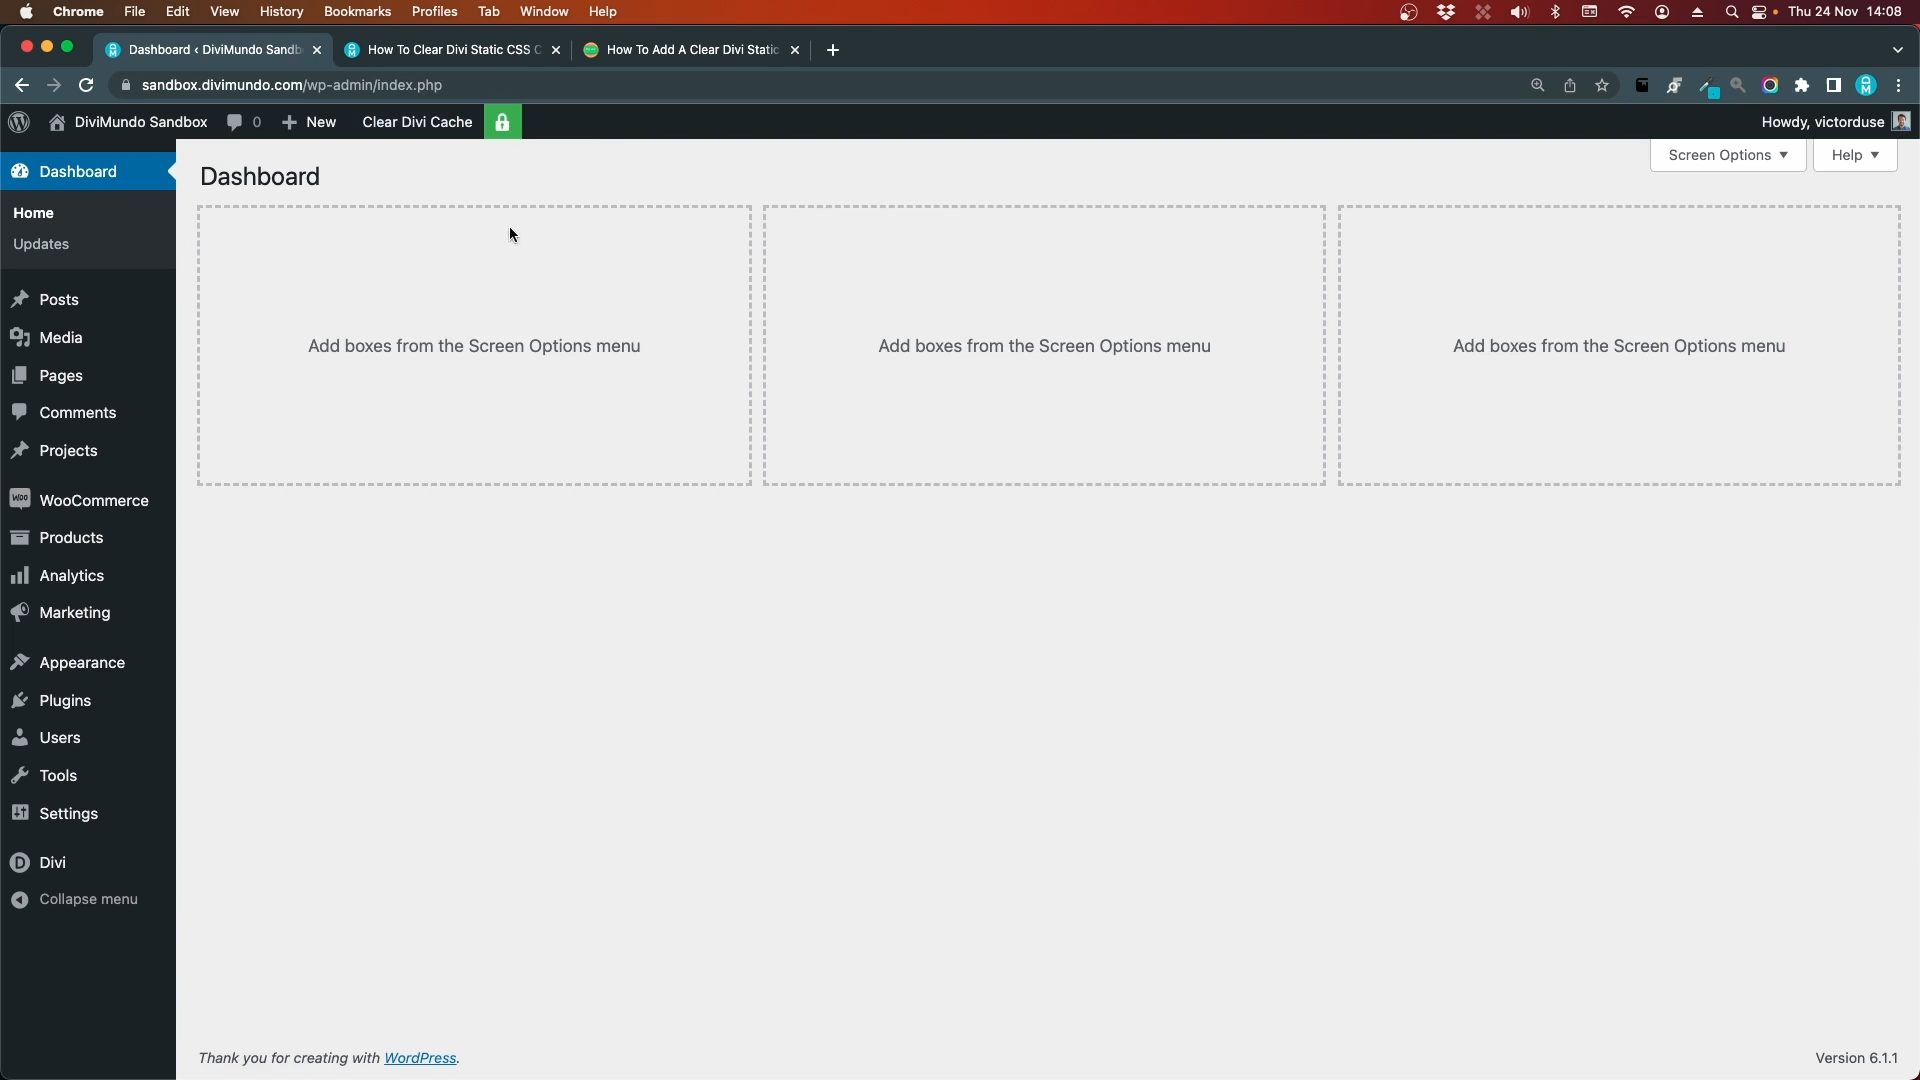 Chrome File Edit View History Bookmarks Profiles Tab Window Help Thu 24 Nov 14:08
Dashboard ‹ DiviMundo Sandb How To Clear Divi Static CSS C How To Add A Clear Divi Static
sandbox.divimundo.com/wp-admin/index.php
DiviMundo Sandbox 0 New Clear Divi Cache Howdy, victorduse
Screen Options Help
Dashboard
Dashboard
Home
Updates
Posts
Media
Pages
Comments
Projects
WooCommerce
Products
Analytics
Marketing
Appearance
Plugins
Users
Tools
Settings
Divi
Collapse menu
Add boxes from the Screen Options menu Add boxes from the Screen Options menu Add boxes from the Screen Options menu
Thank you for creating with WordPress. Version 6.1.1